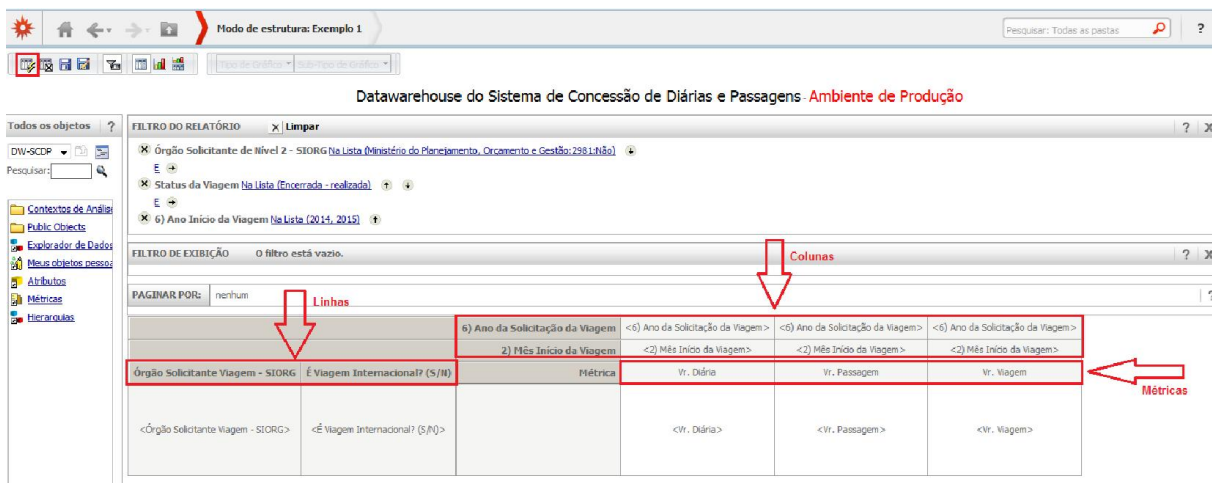 Modo de estrutura: Exemplo 1
Pesquisar: Todas as pastas
?
Tipo de Gráfico Sub-Tipo de Gráfico
Datawarehouse do Sistema de Concessão de Diárias e Passagens - Ambiente de Produção
Todos os objetos ?
DW-SCDP
Pesquisar:
Contextos de Anális
Public Objects
Explorador de Dados
Meus objetos pessoa
Atributos
Métricas
Hierarquias
FILTRO DO RELATÓRIO X Limpar ? X
Órgão Solicitante de Nível 2 - SIORG Na Lista (Ministério do Planejamento, Orçamento e Gestão:2981:Não)
E
Status da Viagem Na Lista (Encerrada - realizada)
E
6) Ano Início da Viagem Na Lista (2014, 2015)
FILTRO DE EXIBIÇÃO O filtro está vazio. ? X
Colunas
PAGINAR POR: nenhum ?
Linhas
6) Ano da Solicitação da Viagem <6) Ano da Solicitação da Viagem> <6) Ano da Solicitação da Viagem> <6) Ano da Solicitação da Viagem>
2) Mês Início da Viagem <2) Mês Início da Viagem> <2) Mês Início da Viagem> <2) Mês Início da Viagem>
Órgão Solicitante Viagem - SIORG É Viagem Internacional? (S/N) Métrica Vr. Diária Vr. Passagem Vr. Viagem
Métricas
<Órgão Solicitante Viagem - SIORG> <É Viagem Internacional? (S/N)> <Vr. Diária> <Vr. Passagem> <Vr. Viagem>